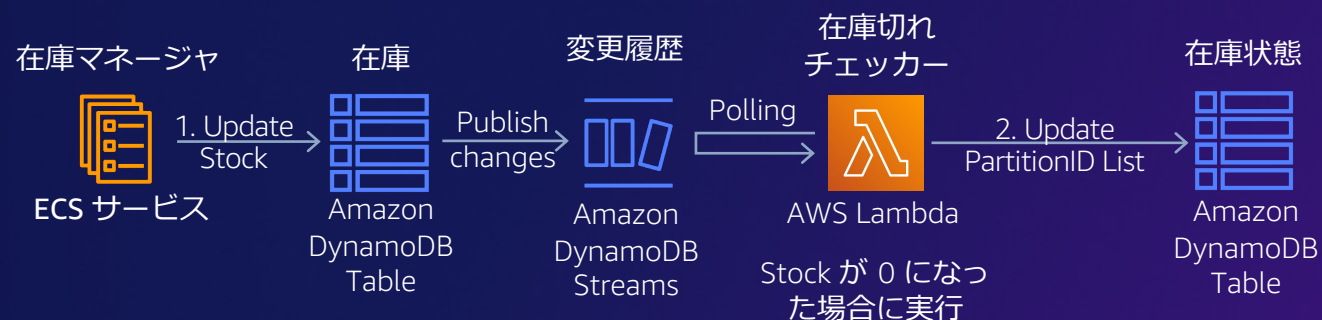 在庫マネージャ
ECS サービス
1. Update
Stock
在庫
Amazon
DynamoDB
Table
Publish
changes
変更履歴
Amazon
DynamoDB
Streams
Polling
在庫切れ
チェッカー
AWS Lambda
Stock が 0 になっ
た場合に実行
2. Update
PartitionID List
在庫状態
Amazon
DynamoDB
Table